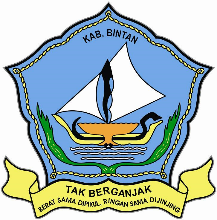 KAB. BINTAN
TAK BERGANJAK
BERAT SAMA DIPIKUL, RINGAN SAMA DIJINJING